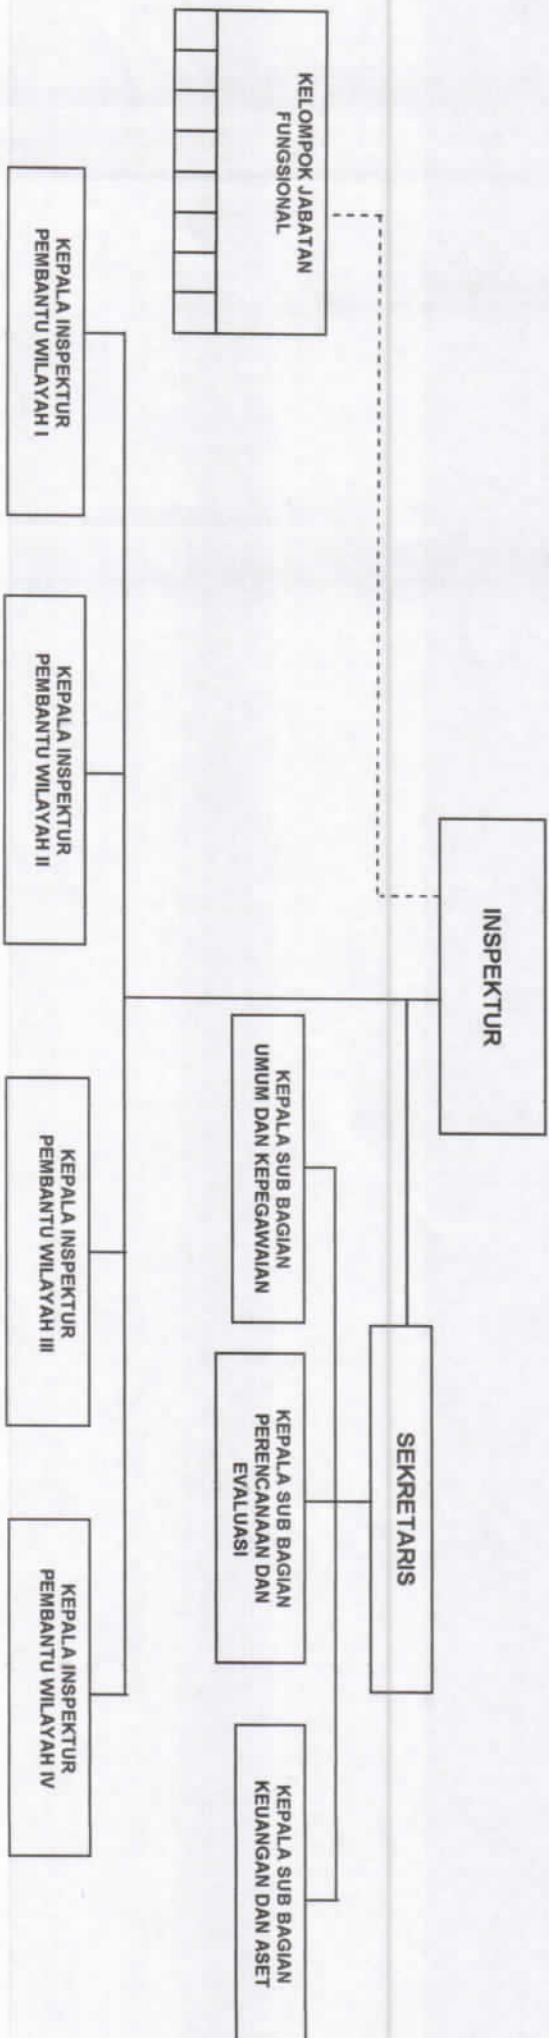 INSPEKTUR
SEKRETARIS
KELOMPOK JABATAN
FUNGSIONAL
KEPALA SUB BAGIAN
UMUM DAN KEPEGAWAIAN
KEPALA SUB BAGIAN
PERENCANAAN DAN
EVALUASI
KEPALA SUB BAGIAN
KEUANGAN DAN ASET
KEPALA INSPEKTUR
PEMBANTU WILAYAH I
KEPALA INSPEKTUR
PEMBANTU WILAYAH II
KEPALA INSPEKTUR
PEMBANTU WILAYAH III
KEPALA INSPEKTUR
PEMBANTU WILAYAH IV